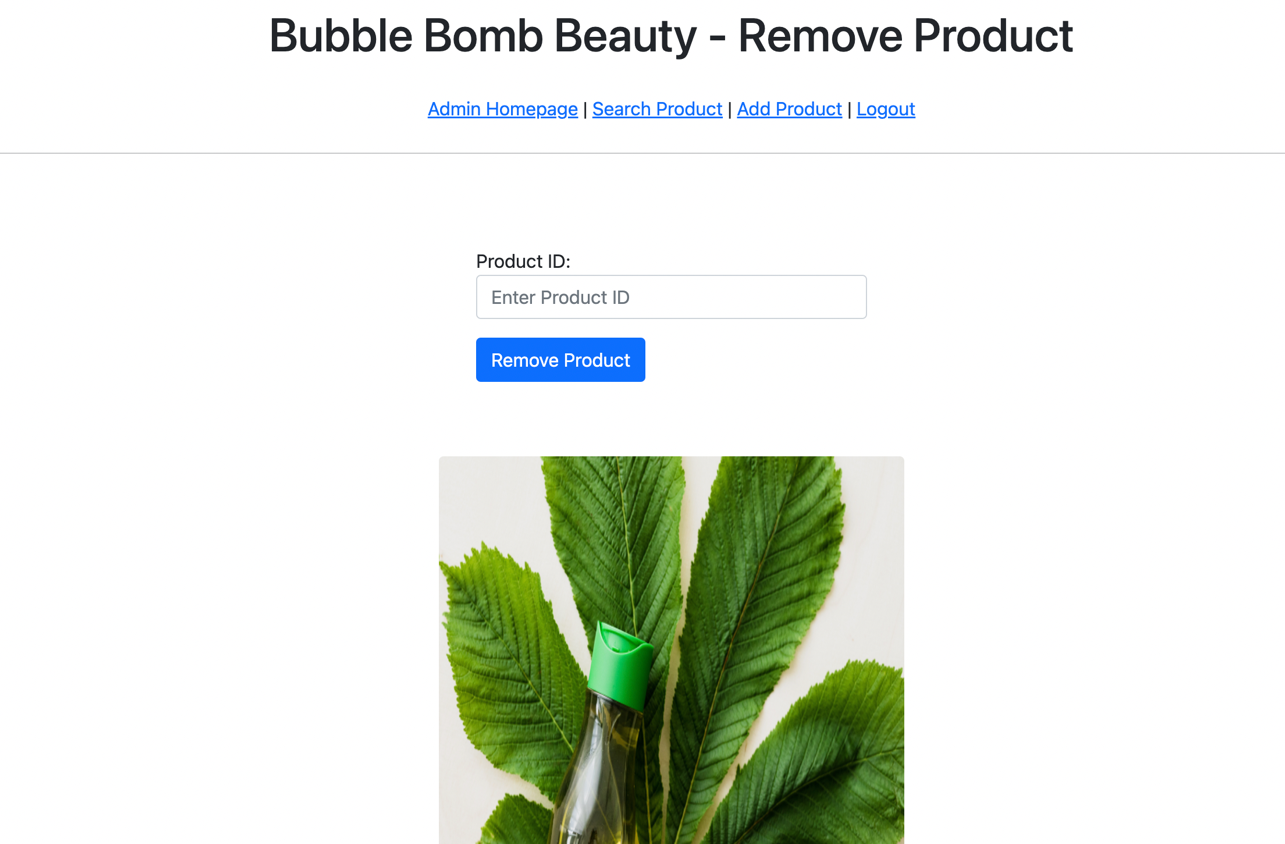 Bubble Bomb Beauty - Remove Product
Admin Homepage | Search Product | Add Product | Logout
Product ID:
Enter Product ID
Remove Product